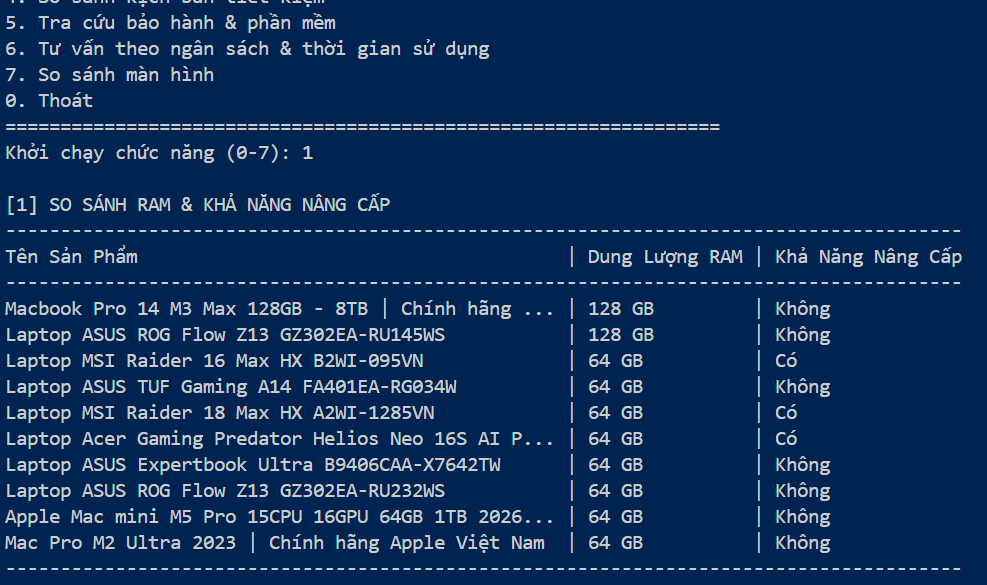 4. So sánh kịch bản tiết kiệm
5. Tra cứu bảo hành & phần mềm
6. Tư vấn theo ngân sách & thời gian sử dụng
7. So sánh màn hình
0. Thoát
=================================================================
Khởi chạy chức năng (0-7): 1
[1] SO SÁNH RAM & KHẢ NĂNG NÂNG CẤP
---------------------------------------------------------------------------------------
Tên Sản Phẩm | Dung Lượng RAM | Khả Năng Nâng Cấp
---------------------------------------------------------------------------------------
Macbook Pro 14 M3 Max 128GB - 8TB | Chính hãng ... | 128 GB | Không
Laptop ASUS ROG Flow Z13 GZ302EA-RU145WS | 128 GB | Không
Laptop MSI Raider 16 Max HX B2WI-095VN | 64 GB | Có
Laptop ASUS TUF Gaming A14 FA401EA-RG034W | 64 GB | Không
Laptop MSI Raider 18 Max HX A2WI-1285VN | 64 GB | Có
Laptop Acer Gaming Predator Helios Neo 16S AI P... | 64 GB | Có
Laptop ASUS Expertbook Ultra B9406CAA-X7642TW | 64 GB | Không
Laptop ASUS ROG Flow Z13 GZ302EA-RU232WS | 64 GB | Không
Apple Mac mini M5 Pro 15CPU 16GPU 64GB 1TB 2026... | 64 GB | Không
Mac Pro M2 Ultra 2023 | Chính hãng Apple Việt Nam | 64 GB | Không
---------------------------------------------------------------------------------------